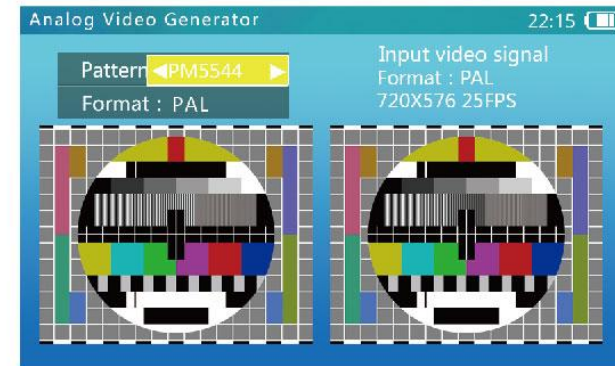 Analog Video Generator 22:15
Pattern PM5544
Format : PAL
Input video signal
Format : PAL
720X576 25FPS